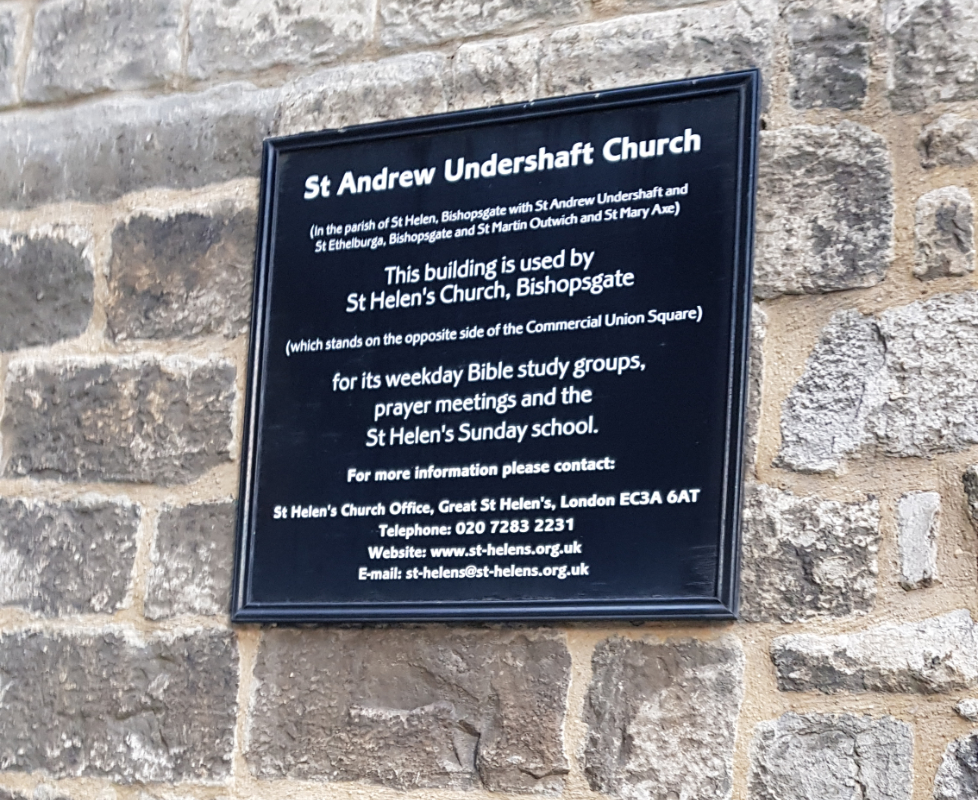 St Andrew Undershaft Church
(In the parish of St Helen, Bishopsgate with St Andrew Undershaft and
St Ethelburga, Bishopsgate and St Martin Outwich and St Mary Axe)
This building is used by
St Helen's Church, Bishopsgate
(which stands on the opposite side of the Commercial Union Square)
for its weekday Bible study groups,
prayer meetings and the
St Helen's Sunday school.
For more information please contact:
St Helen's Church Office, Great St Helen's, London EC3A 6AT
Telephone: 020 7283 2231
Website: www.st-helens.org.uk
E-mail: st-helens@st-helens.org.uk